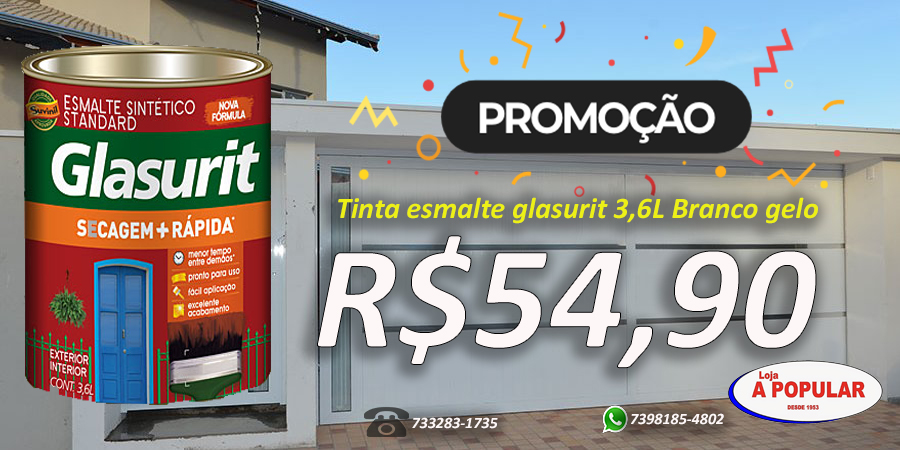 Suvinil
ESMALTE SINTÉTICO
STANDARD
NOVA
FÓRMULA
Glasurit
SECAGEM+RÁPIDA*
menor tempo
entre demãos*
pronto para uso
fácil aplicação
excelente
acabamento
EXTERIOR
INTERIOR
CONT. 3,6L
PROMOÇÃO
Tinta esmalte glasurit 3,6L Branco gelo
R$54,90
Loja
A POPULAR
DESDE 1953
733283-1735
7398185-4802